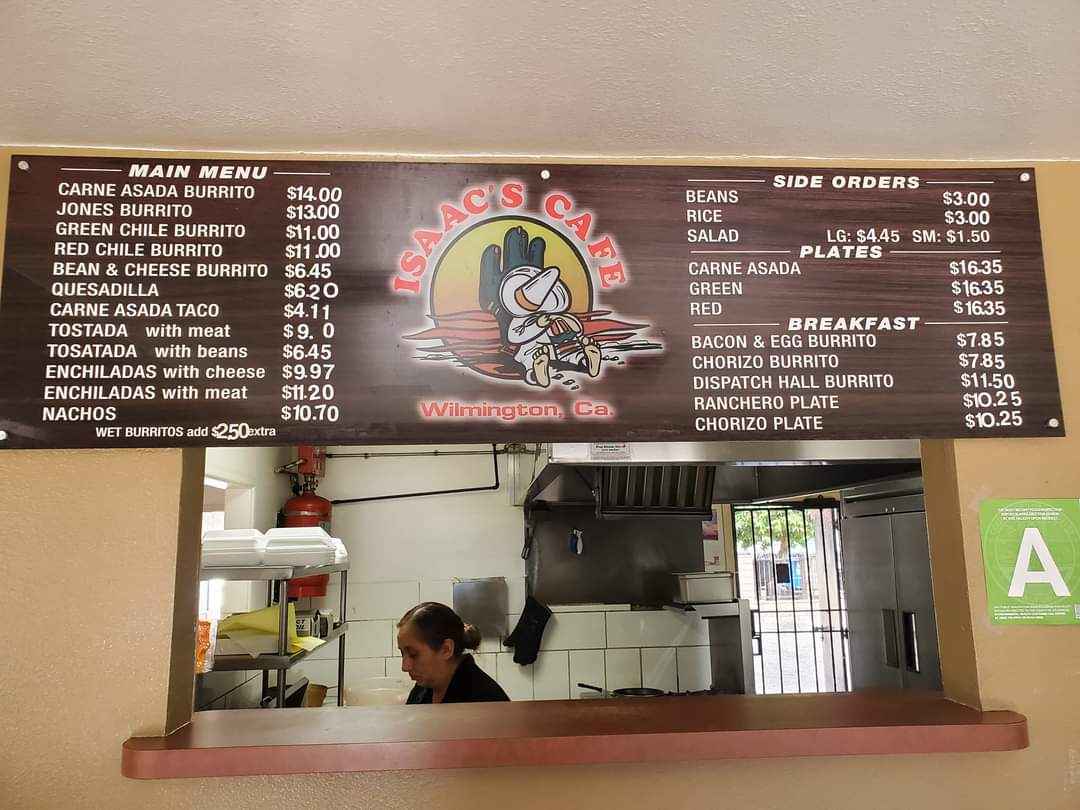 MAIN MENU
CARNE ASADA BURRITO $14.00
JONES BURRITO $13.00
GREEN CHILE BURRITO $11.00
RED CHILE BURRITO $11.00
BEAN & CHEESE BURRITO $6.45
QUESADILLA $6.20
CARNE ASADA TACO $4.11
TOSTADA with meat $9. 0
TOSATADA with beans $6.45
ENCHILADAS with cheese $9.97
ENCHILADAS with meat $11.20
NACHOS $10.70
WET BURRITOS add $2.50 extra
ISAAC'S CAFE
Wilmington, Ca.
SIDE ORDERS
BEANS $3.00
RICE $3.00
SALAD LG: $4.45 SM: $1.50
PLATES
CARNE ASADA $16.35
GREEN $16.35
RED $16.35
BREAKFAST
BACON & EGG BURRITO $7.85
CHORIZO BURRITO $7.85
DISPATCH HALL BURRITO $11.50
RANCHERO PLATE $10.25
CHORIZO PLATE $10.25
A